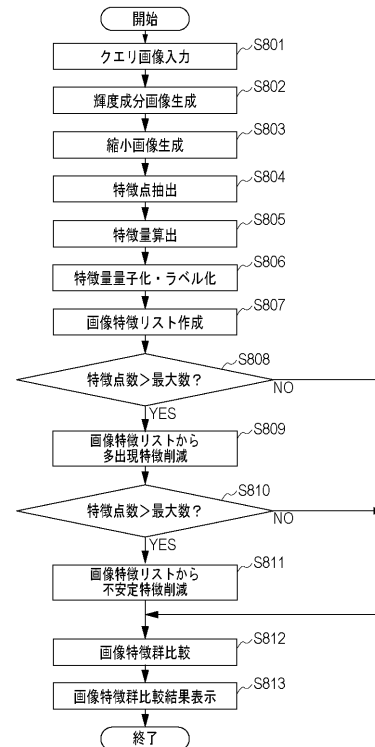 開始
クエリ画像入力
S801
輝度成分画像生成
S802
縮小画像生成
S803
特徴点抽出
S804
特徴量算出
S805
特徴量量子化・ラベル化
S806
画像特徴リスト作成
S807
特徴点数>最大数?
S808
NO
YES
画像特徴リストから
多出現特徴削減
S809
特徴点数>最大数?
S810
NO
YES
画像特徴リストから
不安定特徴削減
S811
画像特徴群比較
S812
画像特徴群比較結果表示
S813
終了